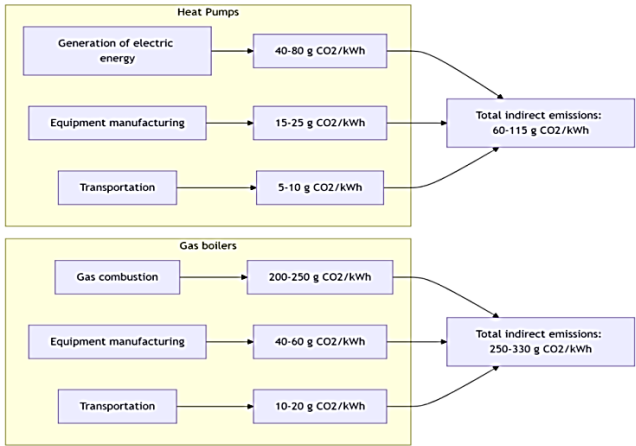 Heat Pumps
Generation of electric
energy
40-80 g CO2/kWh
Equipment manufacturing
15-25 g CO2/kWh
Total indirect emissions:
60-115 g CO2/kWh
Transportation
5-10 g CO2/kWh
Gas boilers
Gas combustion
200-250 g CO2/kWh
Equipment manufacturing
40-60 g CO2/kWh
Total indirect emissions:
250-330 g CO2/kWh
Transportation
10-20 g CO2/kWh